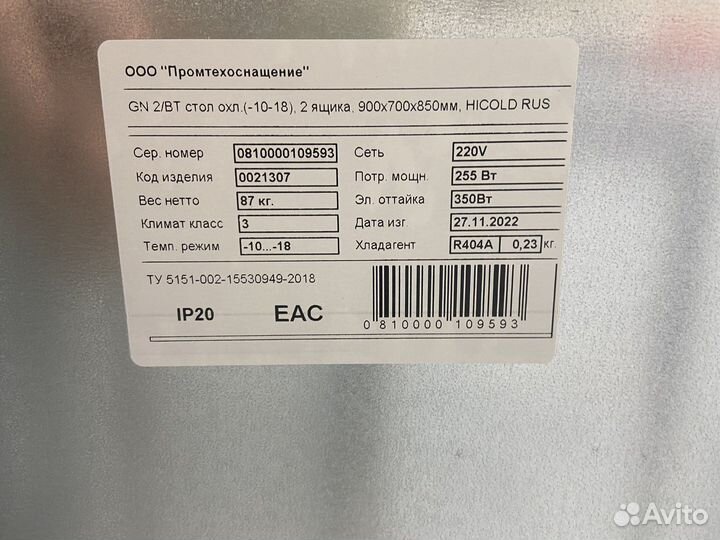 ООО "Промтехоснащение"
GN 2/BT стол охл.(-10-18), 2 ящика, 900х700х850мм, HICOLD RUS
Сер. номер 0810000109593 Сеть 220V
Код изделия 0021307 Потр. мощн. 255 Вт
Вес нетто 87 кг. Эл. оттайка 350Вт
Климат класс 3 Дата изг. 27.11.2022
Темп. режим -10...-18 Хладагент R404A 0,23 кг.
ТУ 5151-002-15530949-2018
IP20 EAC
0 810000 109593
Avito